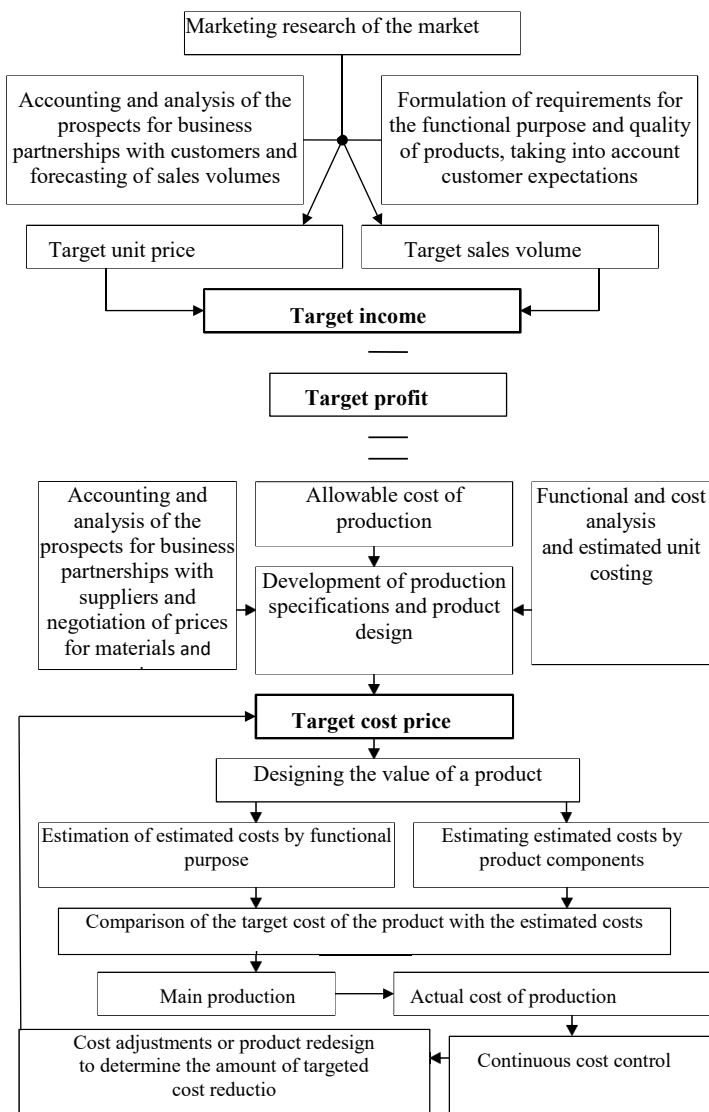 Marketing research of the market
Accounting and analysis of the
prospects for business
partnerships with customers and
forecasting of sales volumes
Formulation of requirements for
the functional purpose and quality
of products, taking into account
customer expectations
Target unit price
Target sales volume
Target income
Target profit
Accounting and
analysis of the
prospects for business
partnerships with
suppliers and
negotiation of prices
for materials and
Allowable cost of
production
Functional and cost
analysis
and estimated unit
costing
Development of production
specifications and product
design
Target cost price
Designing the value of a product
Estimation of estimated costs by functional
purpose
Estimating estimated costs by
product components
Comparison of the target cost of the product with the estimated costs
Main production
Actual cost of production
Cost adjustments or product redesign
to determine the amount of targeted
cost reductio
Continuous cost control